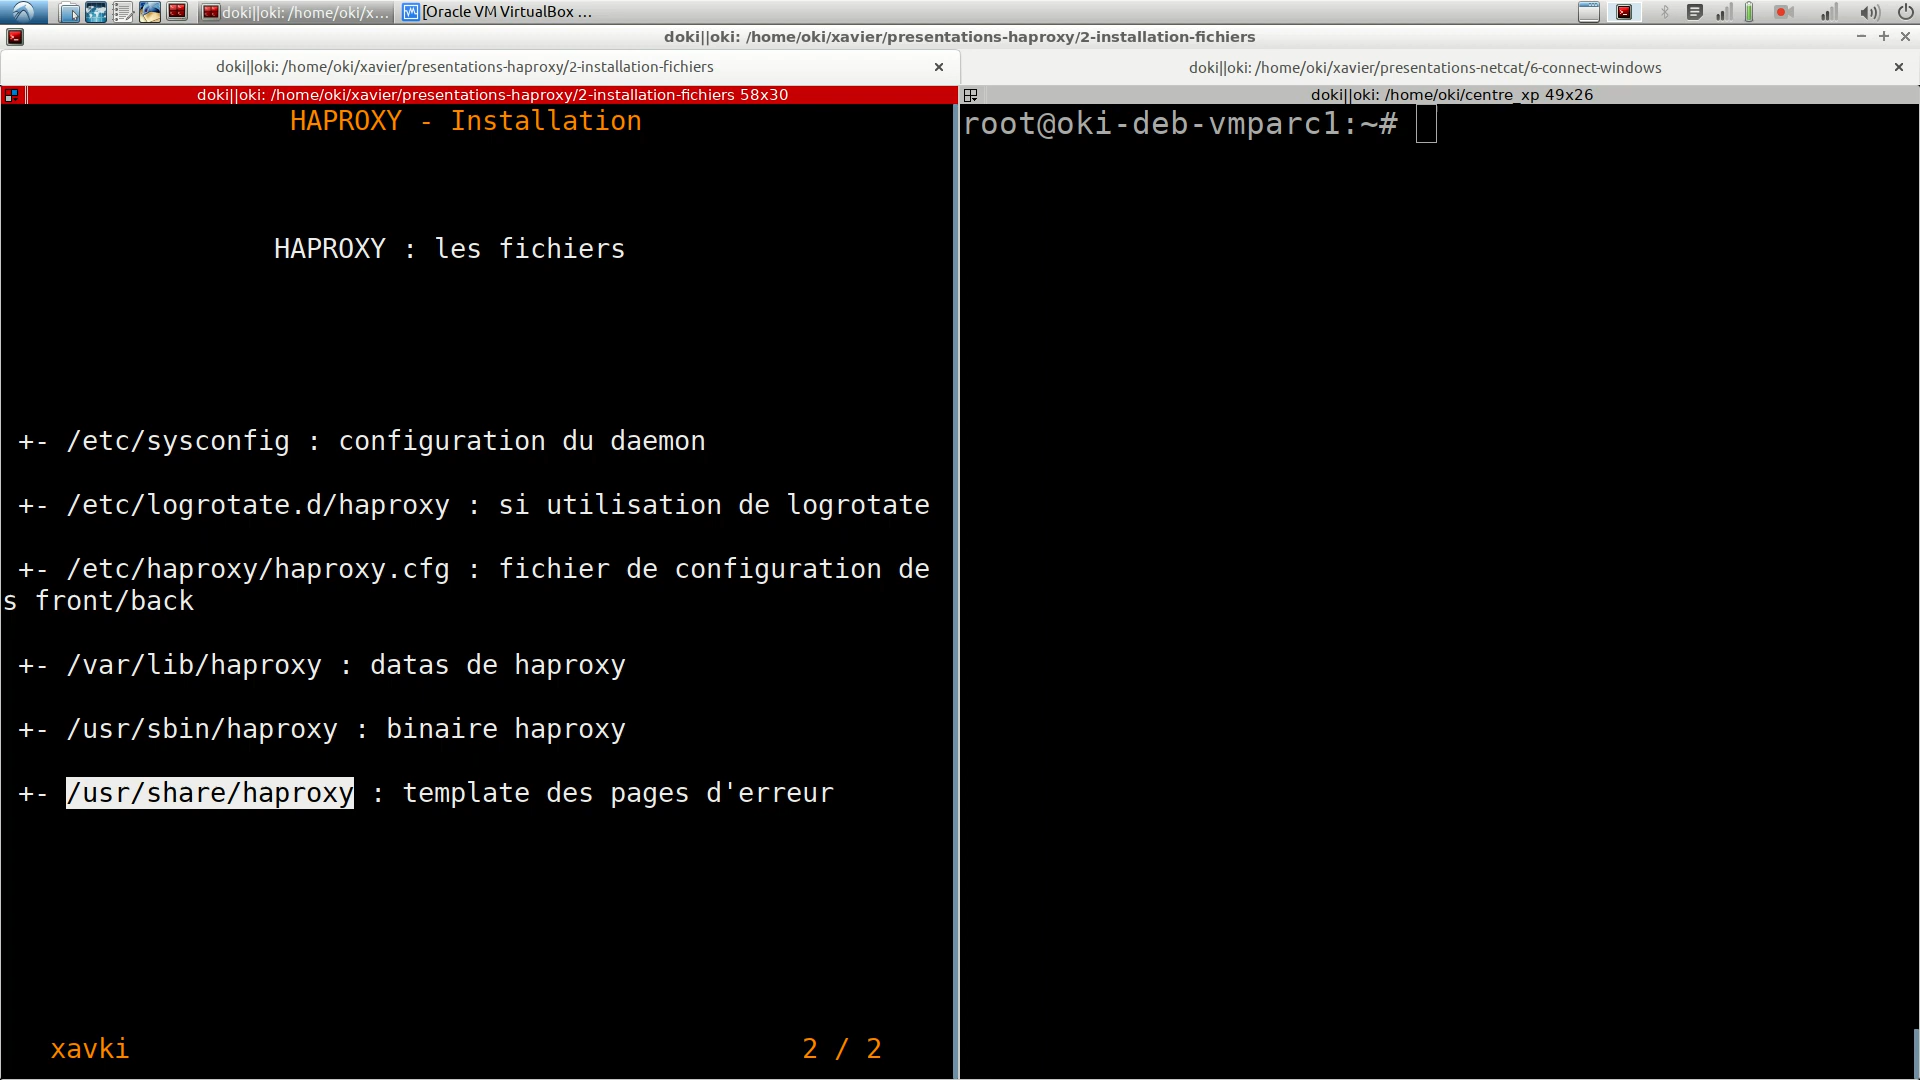 doki||oki: /home/oki/x...
[Oracle VM VirtualBox ...
doki||oki: /home/oki/xavier/presentations-haproxy/2-installation-fichiers
doki||oki: /home/oki/xavier/presentations-haproxy/2-installation-fichiers
doki||oki: /home/oki/xavier/presentations-netcat/6-connect-windows
doki||oki: /home/oki/xavier/presentations-haproxy/2-installation-fichiers 58x30
doki||oki: /home/oki/centre_xp 49x26
HAPROXY - Installation
HAPROXY : les fichiers
+- /etc/sysconfig : configuration du daemon
+- /etc/logrotate.d/haproxy : si utilisation de logrotate
+- /etc/haproxy/haproxy.cfg : fichier de configuration de
s front/back
+- /var/lib/haproxy : datas de haproxy
+- /usr/sbin/haproxy : binaire haproxy
+- /usr/share/haproxy : template des pages d'erreur
xavki
2 / 2
root@oki-deb-vmparc1:~#